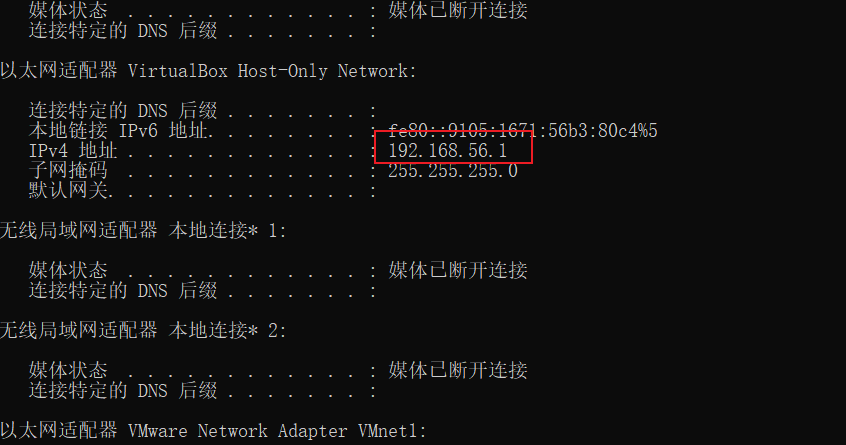 媒体状态 . . . . . . . . . . . . : 媒体已断开连接
连接特定的 DNS 后缀 . . . . . . . :
以太网适配器 VirtualBox Host-Only Network:
连接特定的 DNS 后缀 . . . . . . . :
本地链接 IPv6 地址. . . . . . . . : fe80::9105:1671:56b3:80c4%5
IPv4 地址 . . . . . . . . . . . . : 192.168.56.1
子网掩码 . . . . . . . . . . . . : 255.255.255.0
默认网关. . . . . . . . . . . . . :
无线局域网适配器 本地连接* 1:
媒体状态 . . . . . . . . . . . . : 媒体已断开连接
连接特定的 DNS 后缀 . . . . . . . :
无线局域网适配器 本地连接* 2:
媒体状态 . . . . . . . . . . . . : 媒体已断开连接
连接特定的 DNS 后缀 . . . . . . . :
以太网适配器 VMware Network Adapter VMnet1: